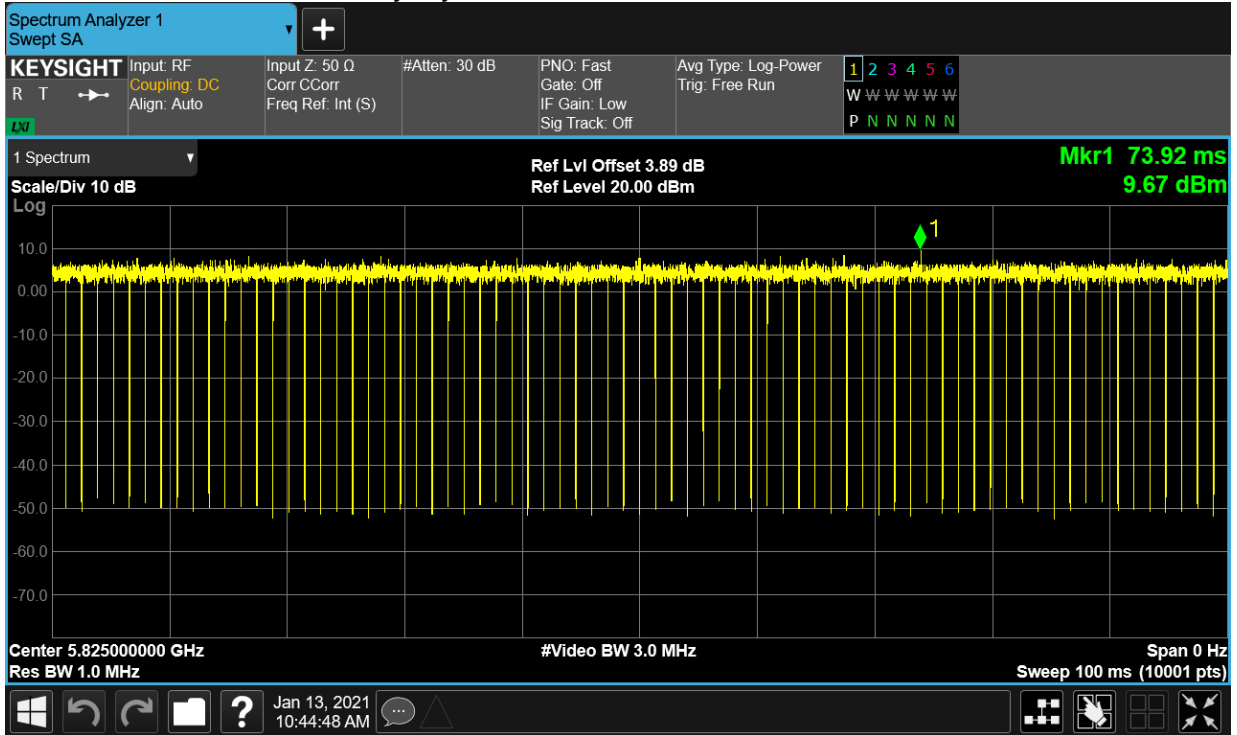 Spectrum Analyzer 1
Swept SA
KEYSIGHT
R T
LXI
Input: RF
Coupling: DC
Align: Auto
Input Z: 50 Ω
Corr CCorr
Freq Ref: Int (S)
#Atten: 30 dB
PNO: Fast
Gate: Off
IF Gain: Low
Sig Track: Off
Avg Type: Log-Power
Trig: Free Run
1 2 3 4 5 6
W W W W W W
P N N N N N
1 Spectrum
Scale/Div 10 dB
Log
Ref Lvl Offset 3.89 dB
Ref Level 20.00 dBm
Mkr1 73.92 ms
9.67 dBm
1
10.0
0.00
-10.0
-20.0
-30.0
-40.0
-50.0
-60.0
-70.0
Center 5.825000000 GHz
Res BW 1.0 MHz
#Video BW 3.0 MHz
Span 0 Hz
Sweep 100 ms (10001 pts)
?
Jan 13, 2021
10:44:48 AM